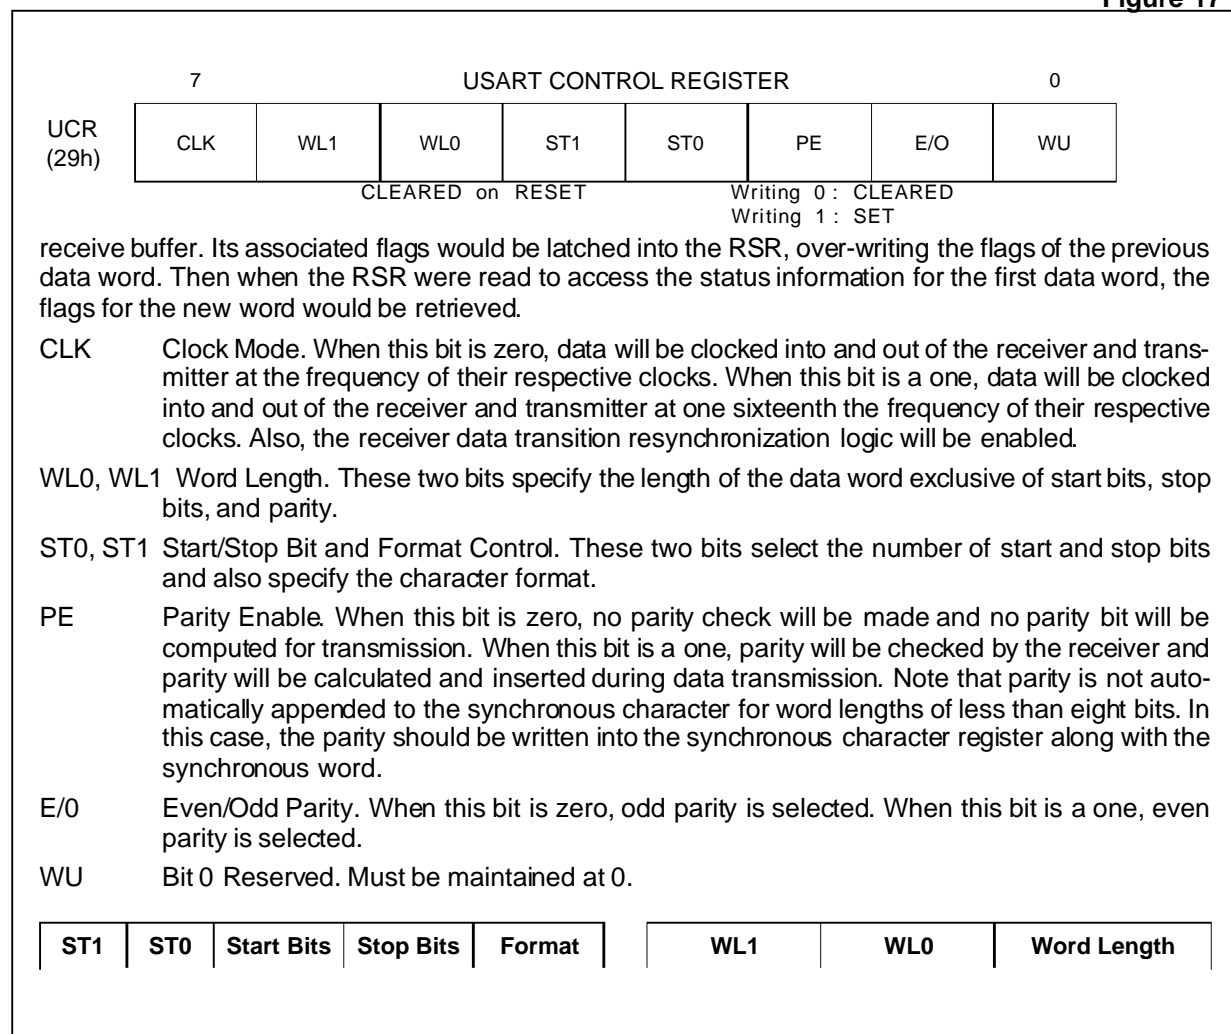 Figure 17
7 USART CONTROL REGISTER 0
UCR
(29h)
CLK WL1 WL0 ST1 ST0 PE E/O WU
CLEARED on RESET Writing 0 : CLEARED
Writing 1 : SET
receive buffer. Its associated flags would be latched into the RSR, over-writing the flags of the previous
data word. Then when the RSR were read to access the status information for the first data word, the
flags for the new word would be retrieved.
CLK Clock Mode. When this bit is zero, data will be clocked into and out of the receiver and trans-
mitter at the frequency of their respective clocks. When this bit is a one, data will be clocked
into and out of the receiver and transmitter at one sixteenth the frequency of their respective
clocks. Also, the receiver data transition resynchronization logic will be enabled.
WL0, WL1 Word Length. These two bits specify the length of the data word exclusive of start bits, stop
bits, and parity.
ST0, ST1 Start/Stop Bit and Format Control. These two bits select the number of start and stop bits
and also specify the character format.
PE Parity Enable. When this bit is zero, no parity check will be made and no parity bit will be
computed for transmission. When this bit is a one, parity will be checked by the receiver and
parity will be calculated and inserted during data transmission. Note that parity is not auto-
matically appended to the synchronous character for word lengths of less than eight bits. In
this case, the parity should be written into the synchronous character register along with the
synchronous word.
E/0 Even/Odd Parity. When this bit is zero, odd parity is selected. When this bit is a one, even
parity is selected.
WU Bit 0 Reserved. Must be maintained at 0.
ST1 ST0 Start Bits Stop Bits Format WL1 WL0 Word Length